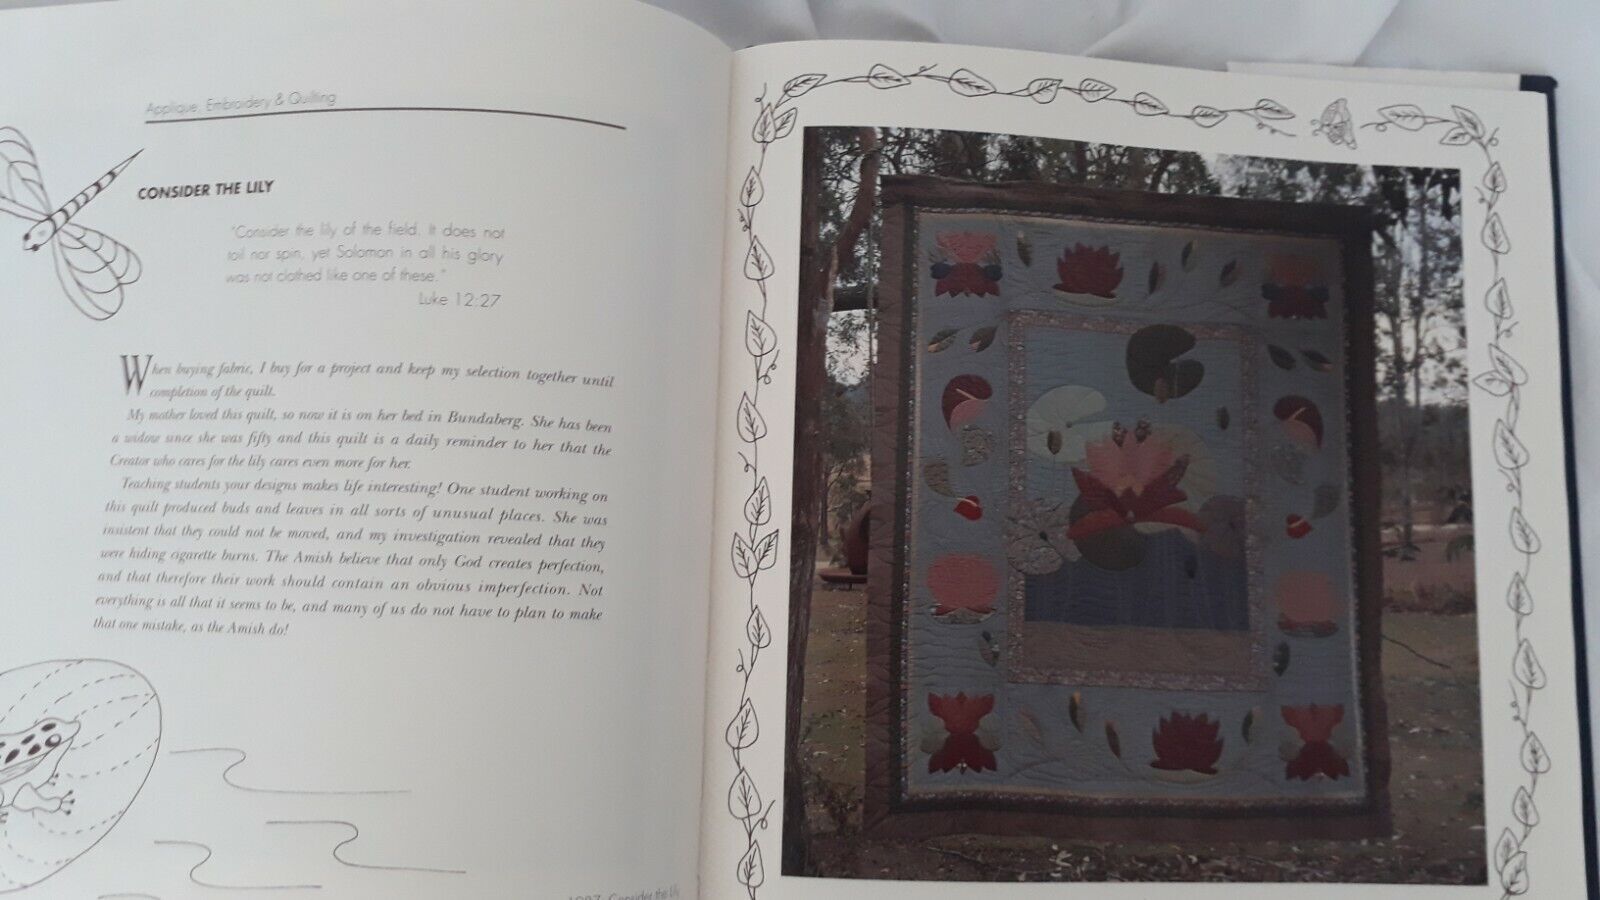 Applique, Embroidery & Quilting
CONSIDER THE LILY
"Consider the lily of the field. It does not
toil nor spin, yet Solomon in all his glory
was not clothed like one of these."
Luke 12:27
When buying fabric, I buy for a project and keep my selection together until
completion of the quilt.
My mother loved this quilt, so now it is on her bed in Bundaberg. She has been
a widow since she was fifty and this quilt is a daily reminder to her that the
Creator who cares for the lily cares even more for her.
Teaching students your designs makes life interesting! One student working on
this quilt produced buds and leaves in all sorts of unusual places. She was
insistent that they could not be moved, and my investigation revealed that they
were hiding cigarette burns. The Amish believe that only God creates perfection,
and that therefore their work should contain an obvious imperfection. Not
everything is all that it seems to be, and many of us do not have to plan to make
that one mistake, as the Amish do!
Consider the lily